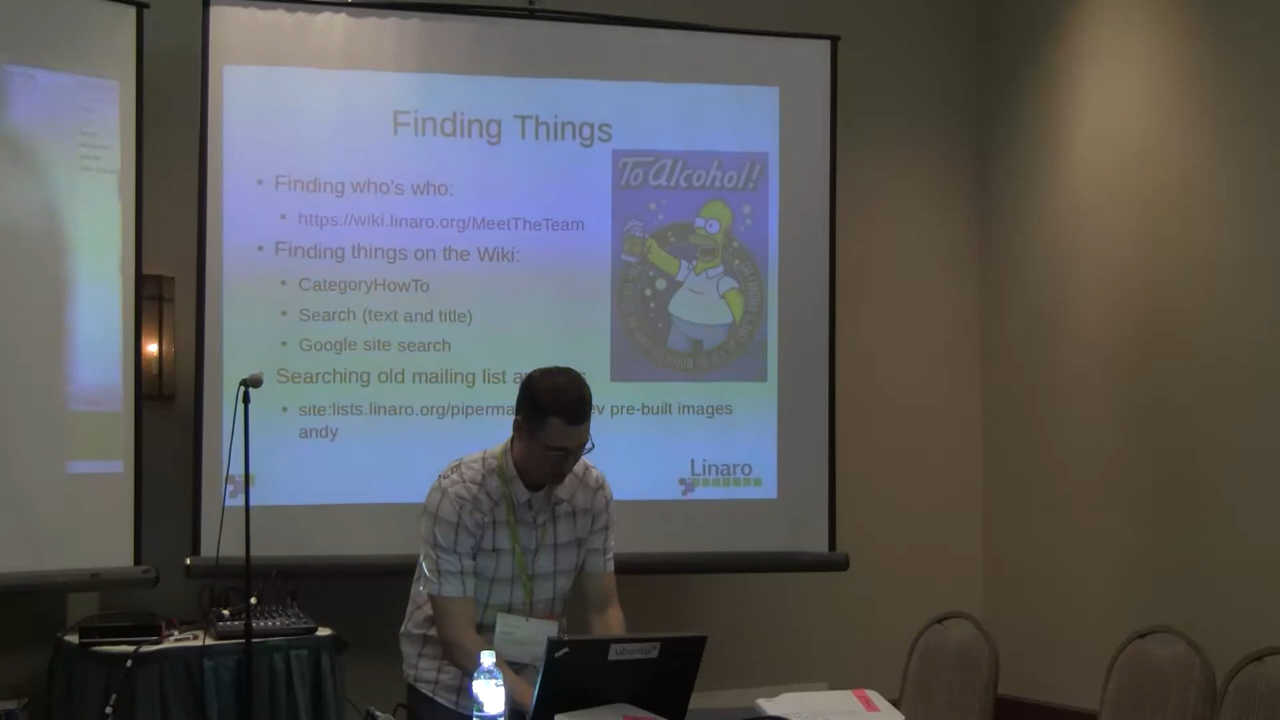 Finding Things
To Alcohol!
• Finding who's who:
• https://wiki.linaro.org/MeetTheTeam
• Finding things on the Wiki:
• CategoryHowTo
• Search (text and title)
• Google site search
Searching old mailing list
• site:lists.linaro.org/piperma ev pre-built images
andy
Linaro
ubuntu